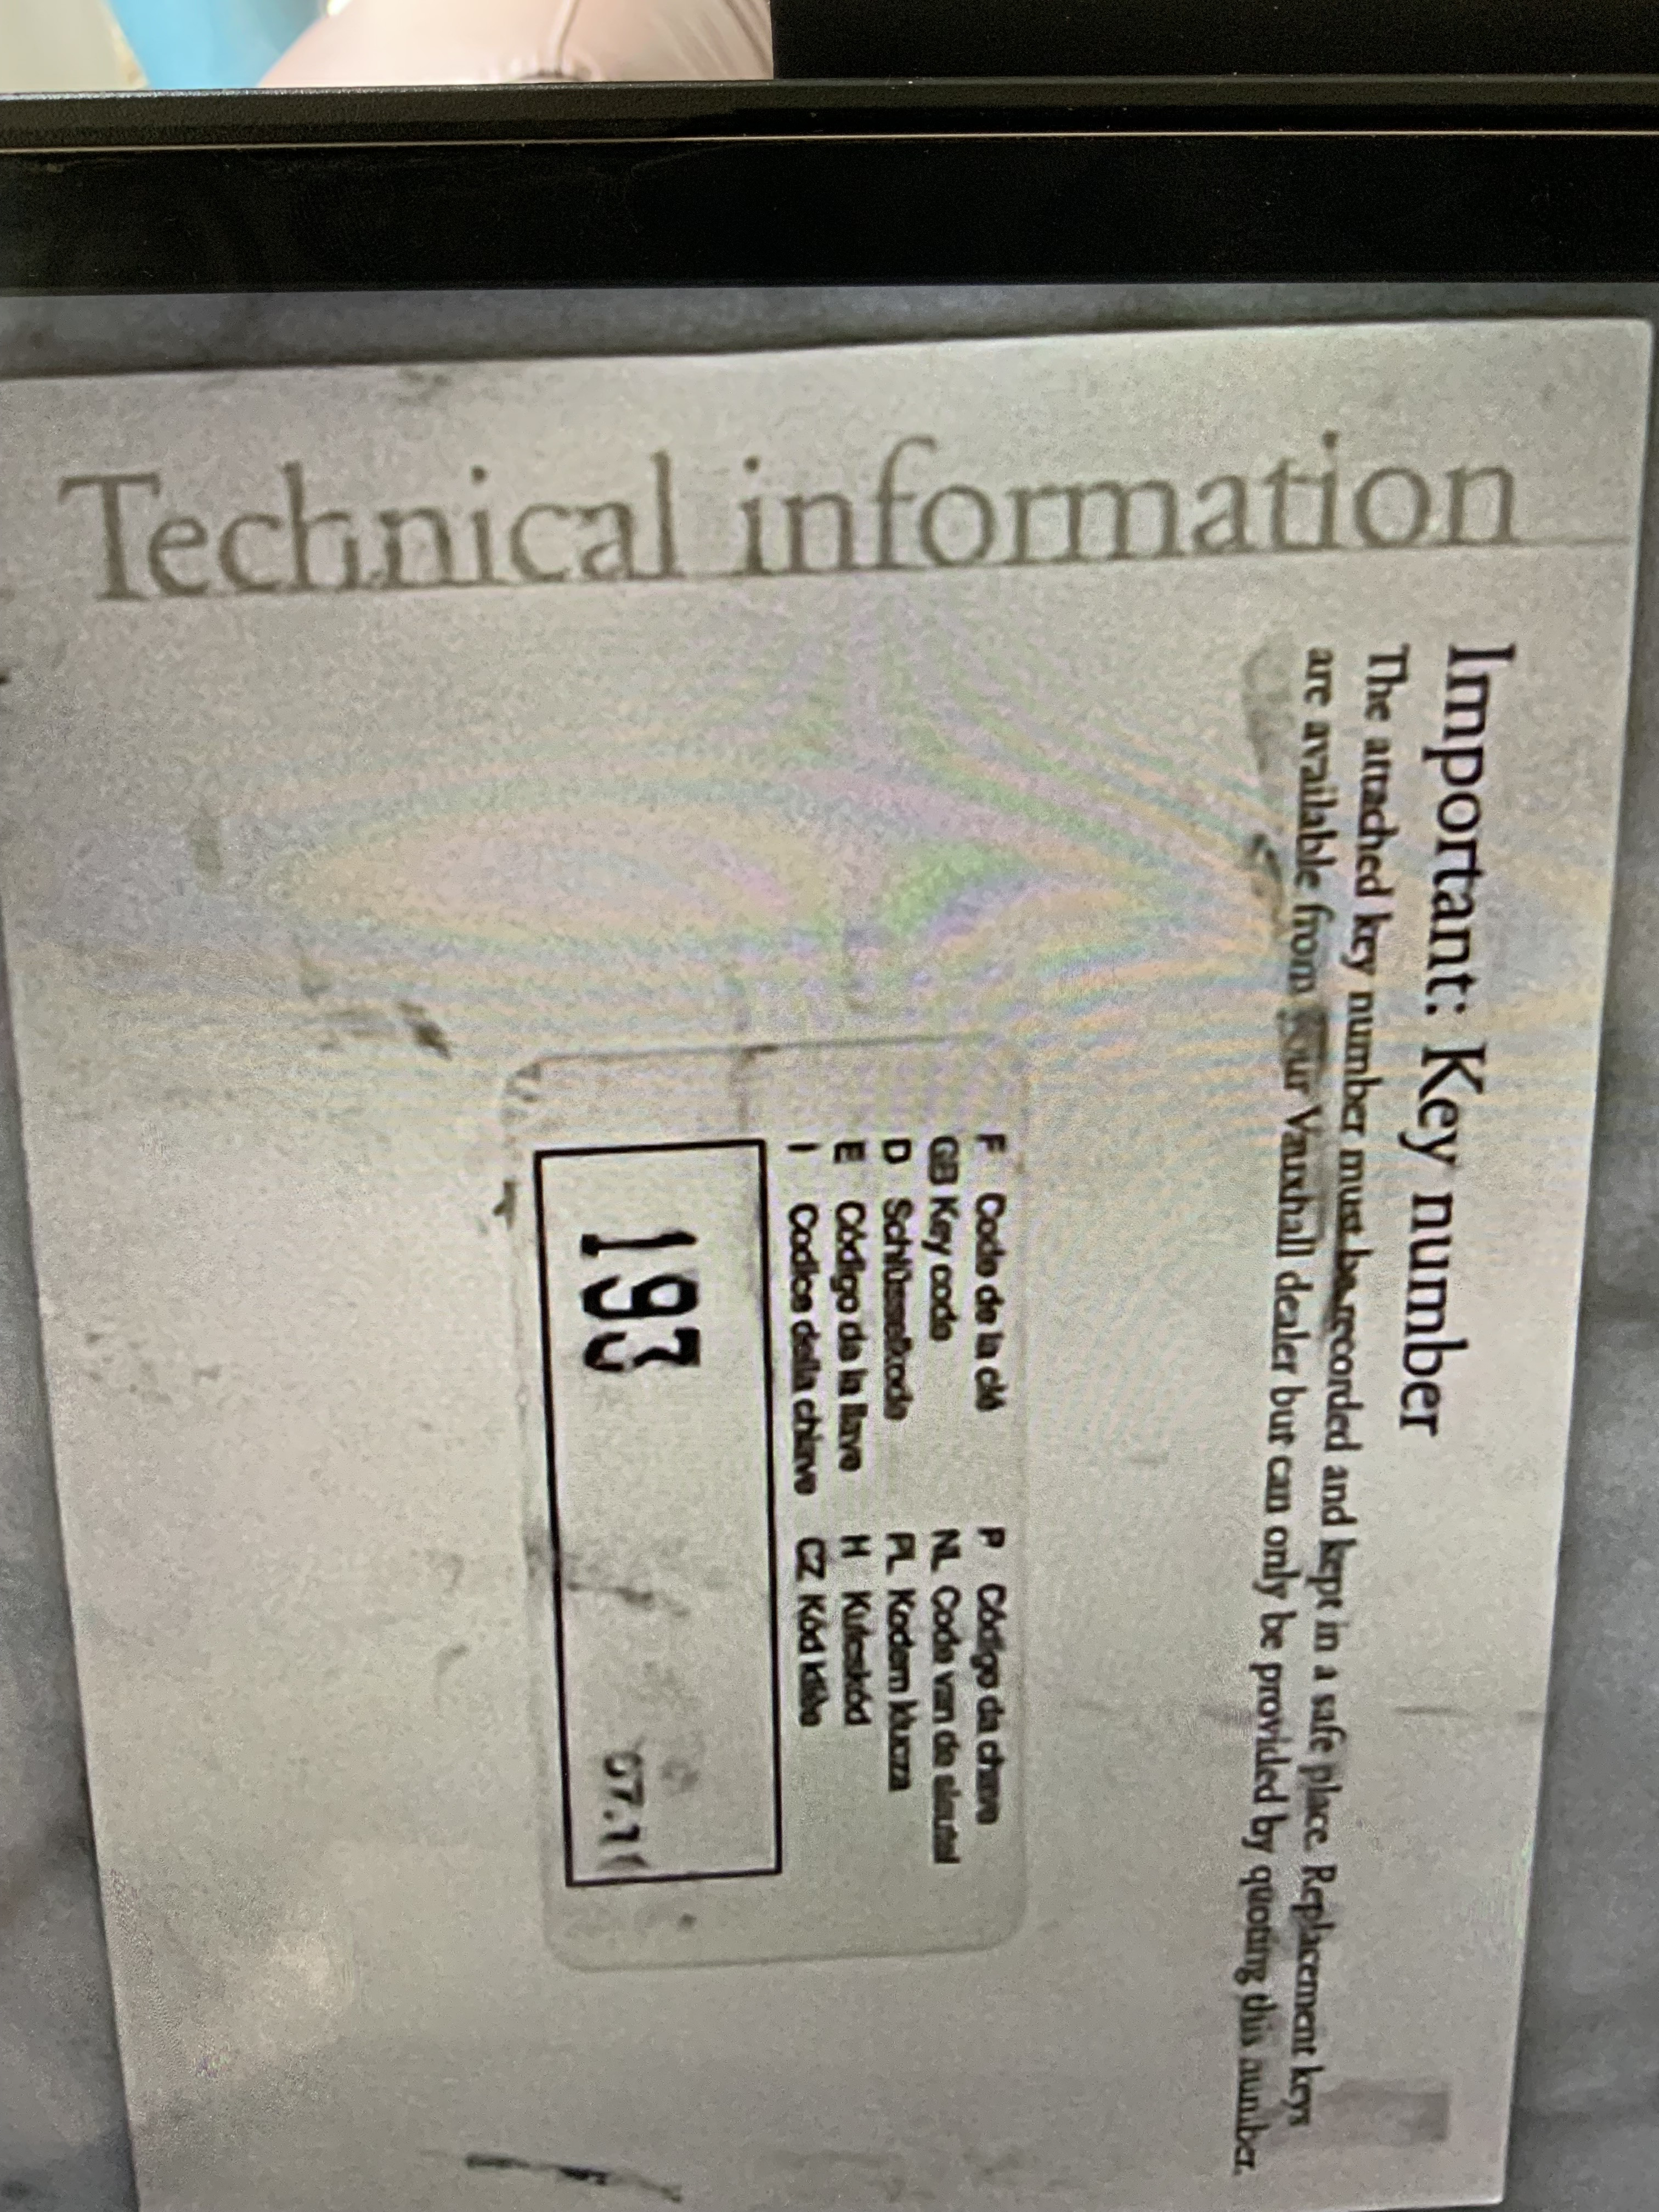 Technical information
Important: Key number
The attached key number must be recorded and kept in a safe place. Replacement keys
are available from your Vauxhall dealer but can only be provided by quoting this number.
F Code de la clé
GB Key code
D Schlüsselkode
E Código de la llave
I Codice della chiave
P Código da chave
NL Code van de sleutel
PL Kodem klucza
H Kulcskód
CZ Kód klíče
193
07.1